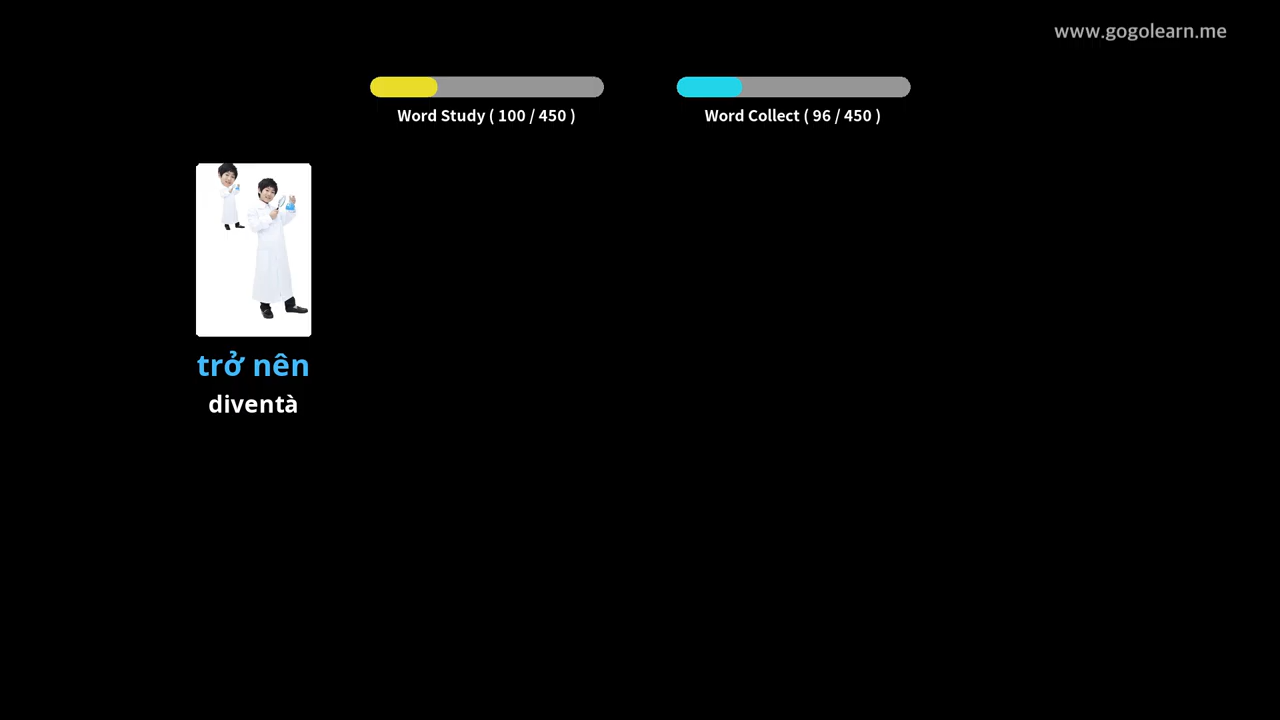 www.gogolearn.me
Word Study ( 100 / 450 )
Word Collect ( 96 / 450 )
trở nên
diventà